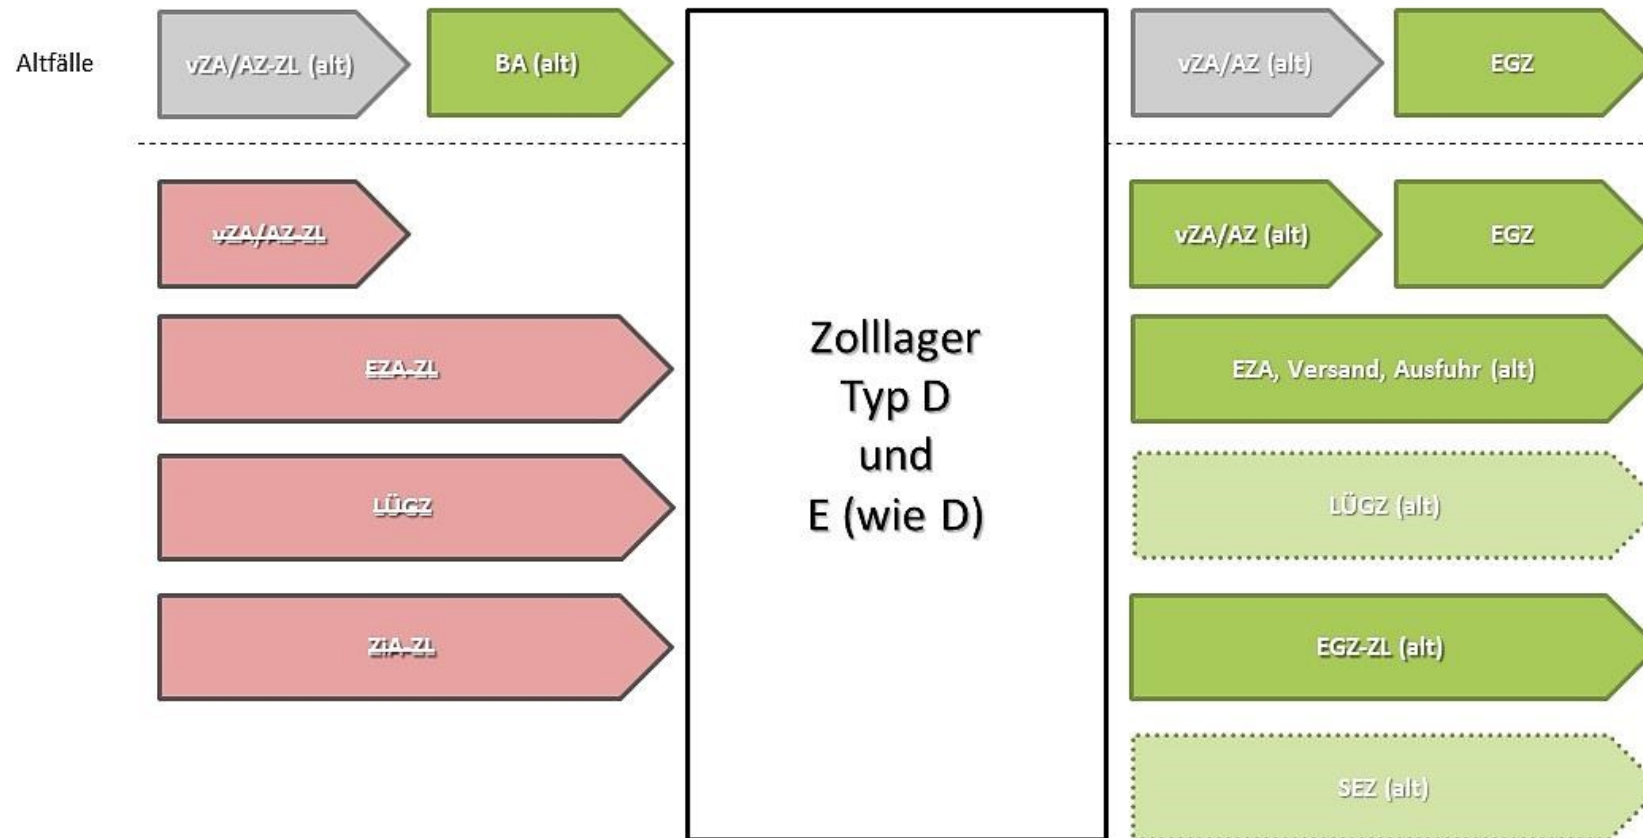 Altfälle
vZA/AZ-ZL (alt)
BA (alt)
vZA/AZ (alt)
EGZ
vZA/AZ-ZL
vZA/AZ (alt)
EGZ
EZA-ZL
EZA, Versand, Ausfuhr (alt)
LÜGZ
LÜGZ (alt)
ZiA-ZL
EGZ-ZL (alt)
SEZ (alt)
Zolllager
Typ D
und
E (wie D)